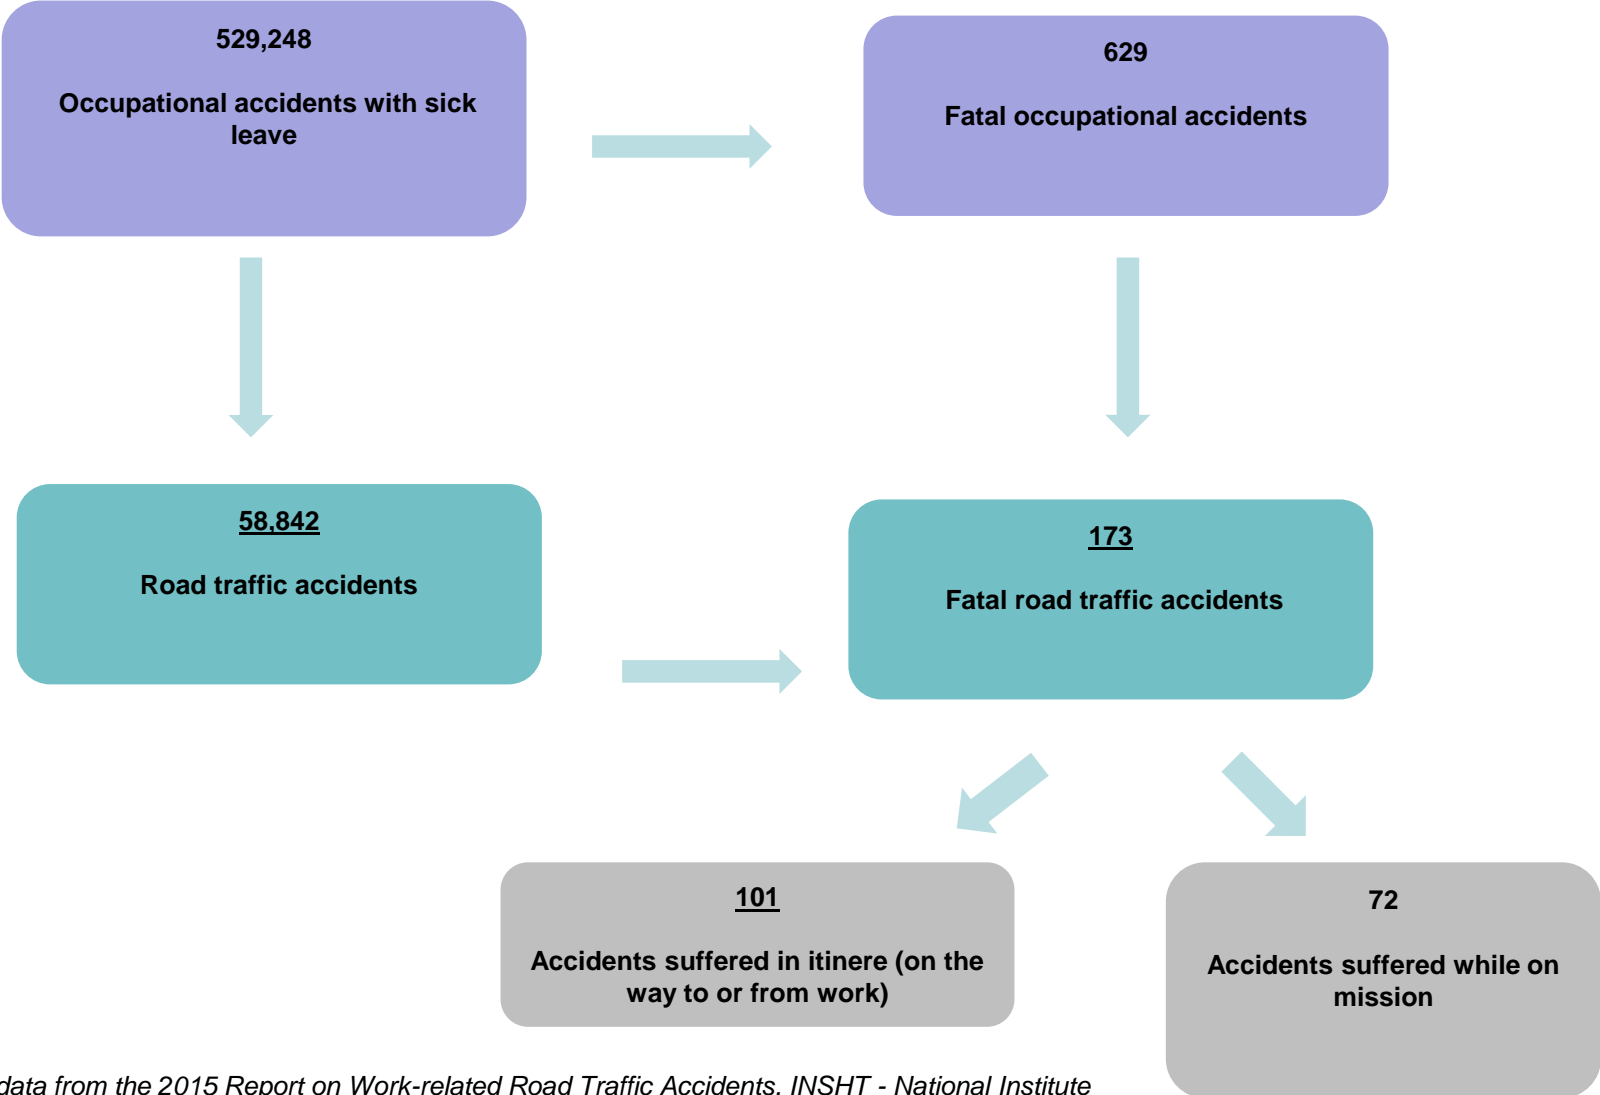 529,248
Occupational accidents with sick
leave
629
Fatal occupational accidents
58,842
Road traffic accidents
173
Fatal road traffic accidents
101
Accidents suffered in itinere (on the
way to or from work)
72
Accidents suffered while on
mission
data from the 2015 Report on Work-related Road Traffic Accidents. INSHT - National Institute